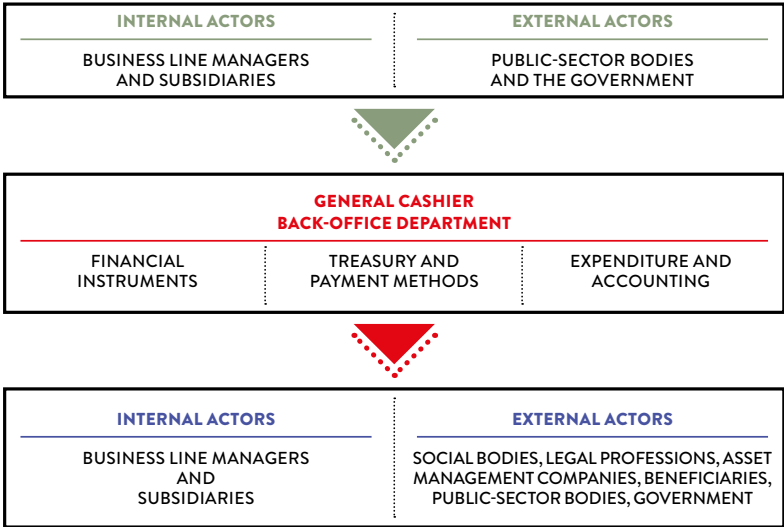 INTERNAL ACTORS
BUSINESS LINE MANAGERS
AND SUBSIDIARIES
EXTERNAL ACTORS
PUBLIC-SECTOR BODIES
AND THE GOVERNMENT
GENERAL CASHIER
BACK-OFFICE DEPARTMENT
FINANCIAL
INSTRUMENTS
TREASURY AND
PAYMENT METHODS
EXPENDITURE AND
ACCOUNTING
INTERNAL ACTORS
BUSINESS LINE MANAGERS
AND
SUBSIDIARIES
EXTERNAL ACTORS
SOCIAL BODIES, LEGAL PROFESSIONS, ASSET
MANAGEMENT COMPANIES, BENEFICIARIES,
PUBLIC-SECTOR BODIES, GOVERNMENT